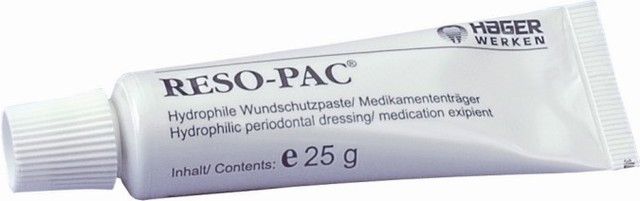 HAGER
WERKEN
RESO-PAC®
Hydrophile Wundschutzpaste/ Medikamententräger
Hydrophilic periodontal dressing/ medication exipient
Inhalt/ Contents: e 25 g